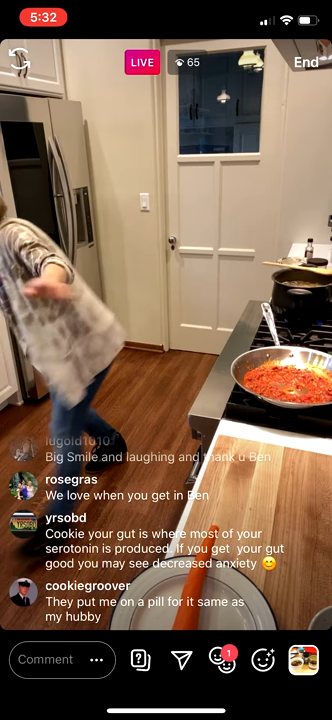 5:32
LIVE
65
End
lugold1010
Big Smile and laughing and thank u Ben
rosegras
We love when you get in Ben
yrsobd
Cookie your gut is where most of your
serotonin is produced. If you get your gut
good you may see decreased anxiety 😊
cookiegroover
They put me on a pill for it same as
my hubby
Comment
1